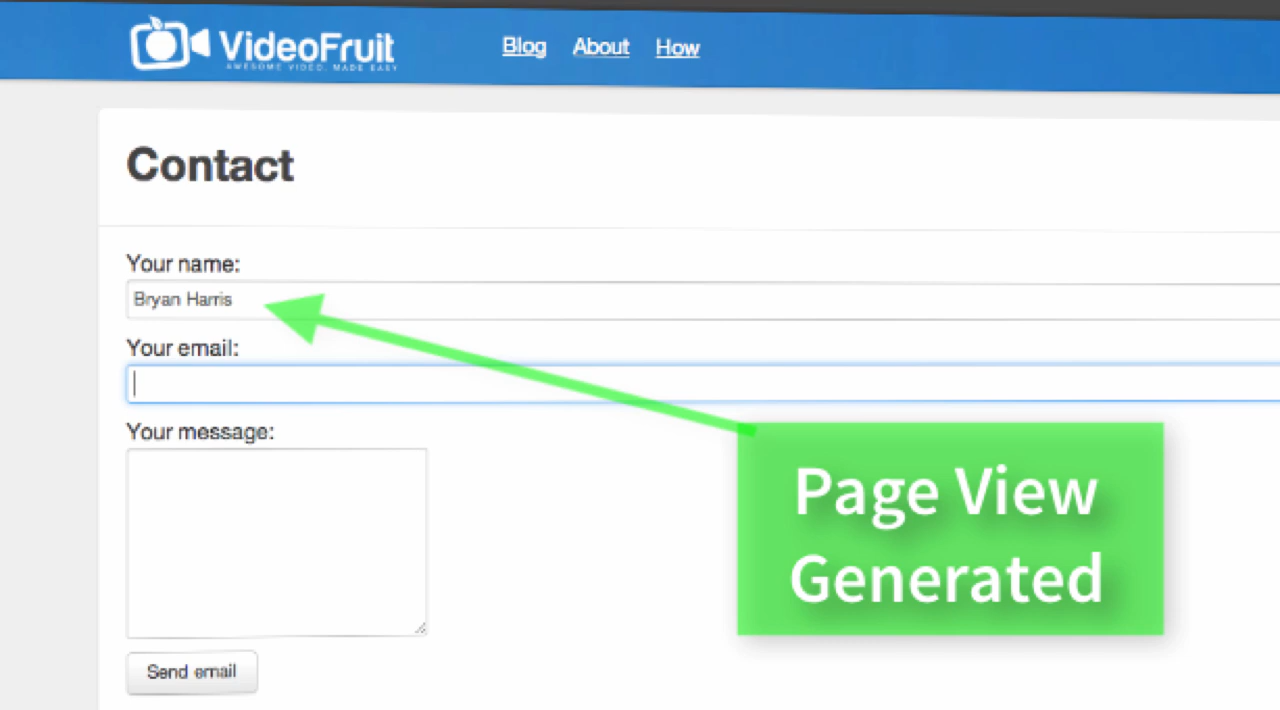 VideoFruit
AWESOME VIDEO. MADE EASY
Blog About How
Contact
Your name:
Bryan Harris
Your email:
Your message:
Page View
Generated
Send email